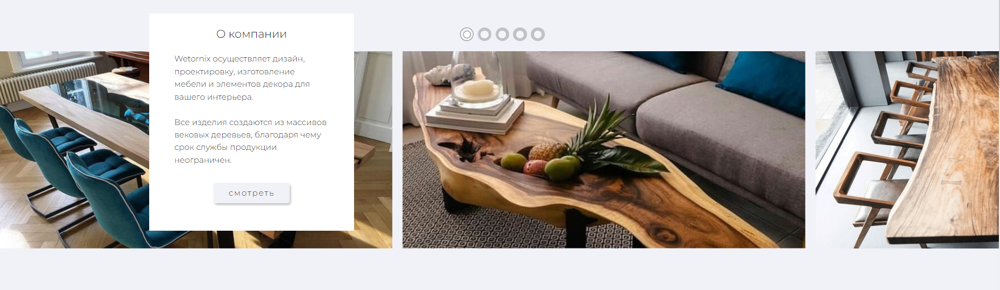 О компании
Wetornix осуществляет дизайн,
проектировку, изготовление
мебели и элементов декора для
вашего интерьера.
Все изделия создаются из массивов
вековых деревьев, благодаря чему
срок службы продукции
неограничен.
смотреть